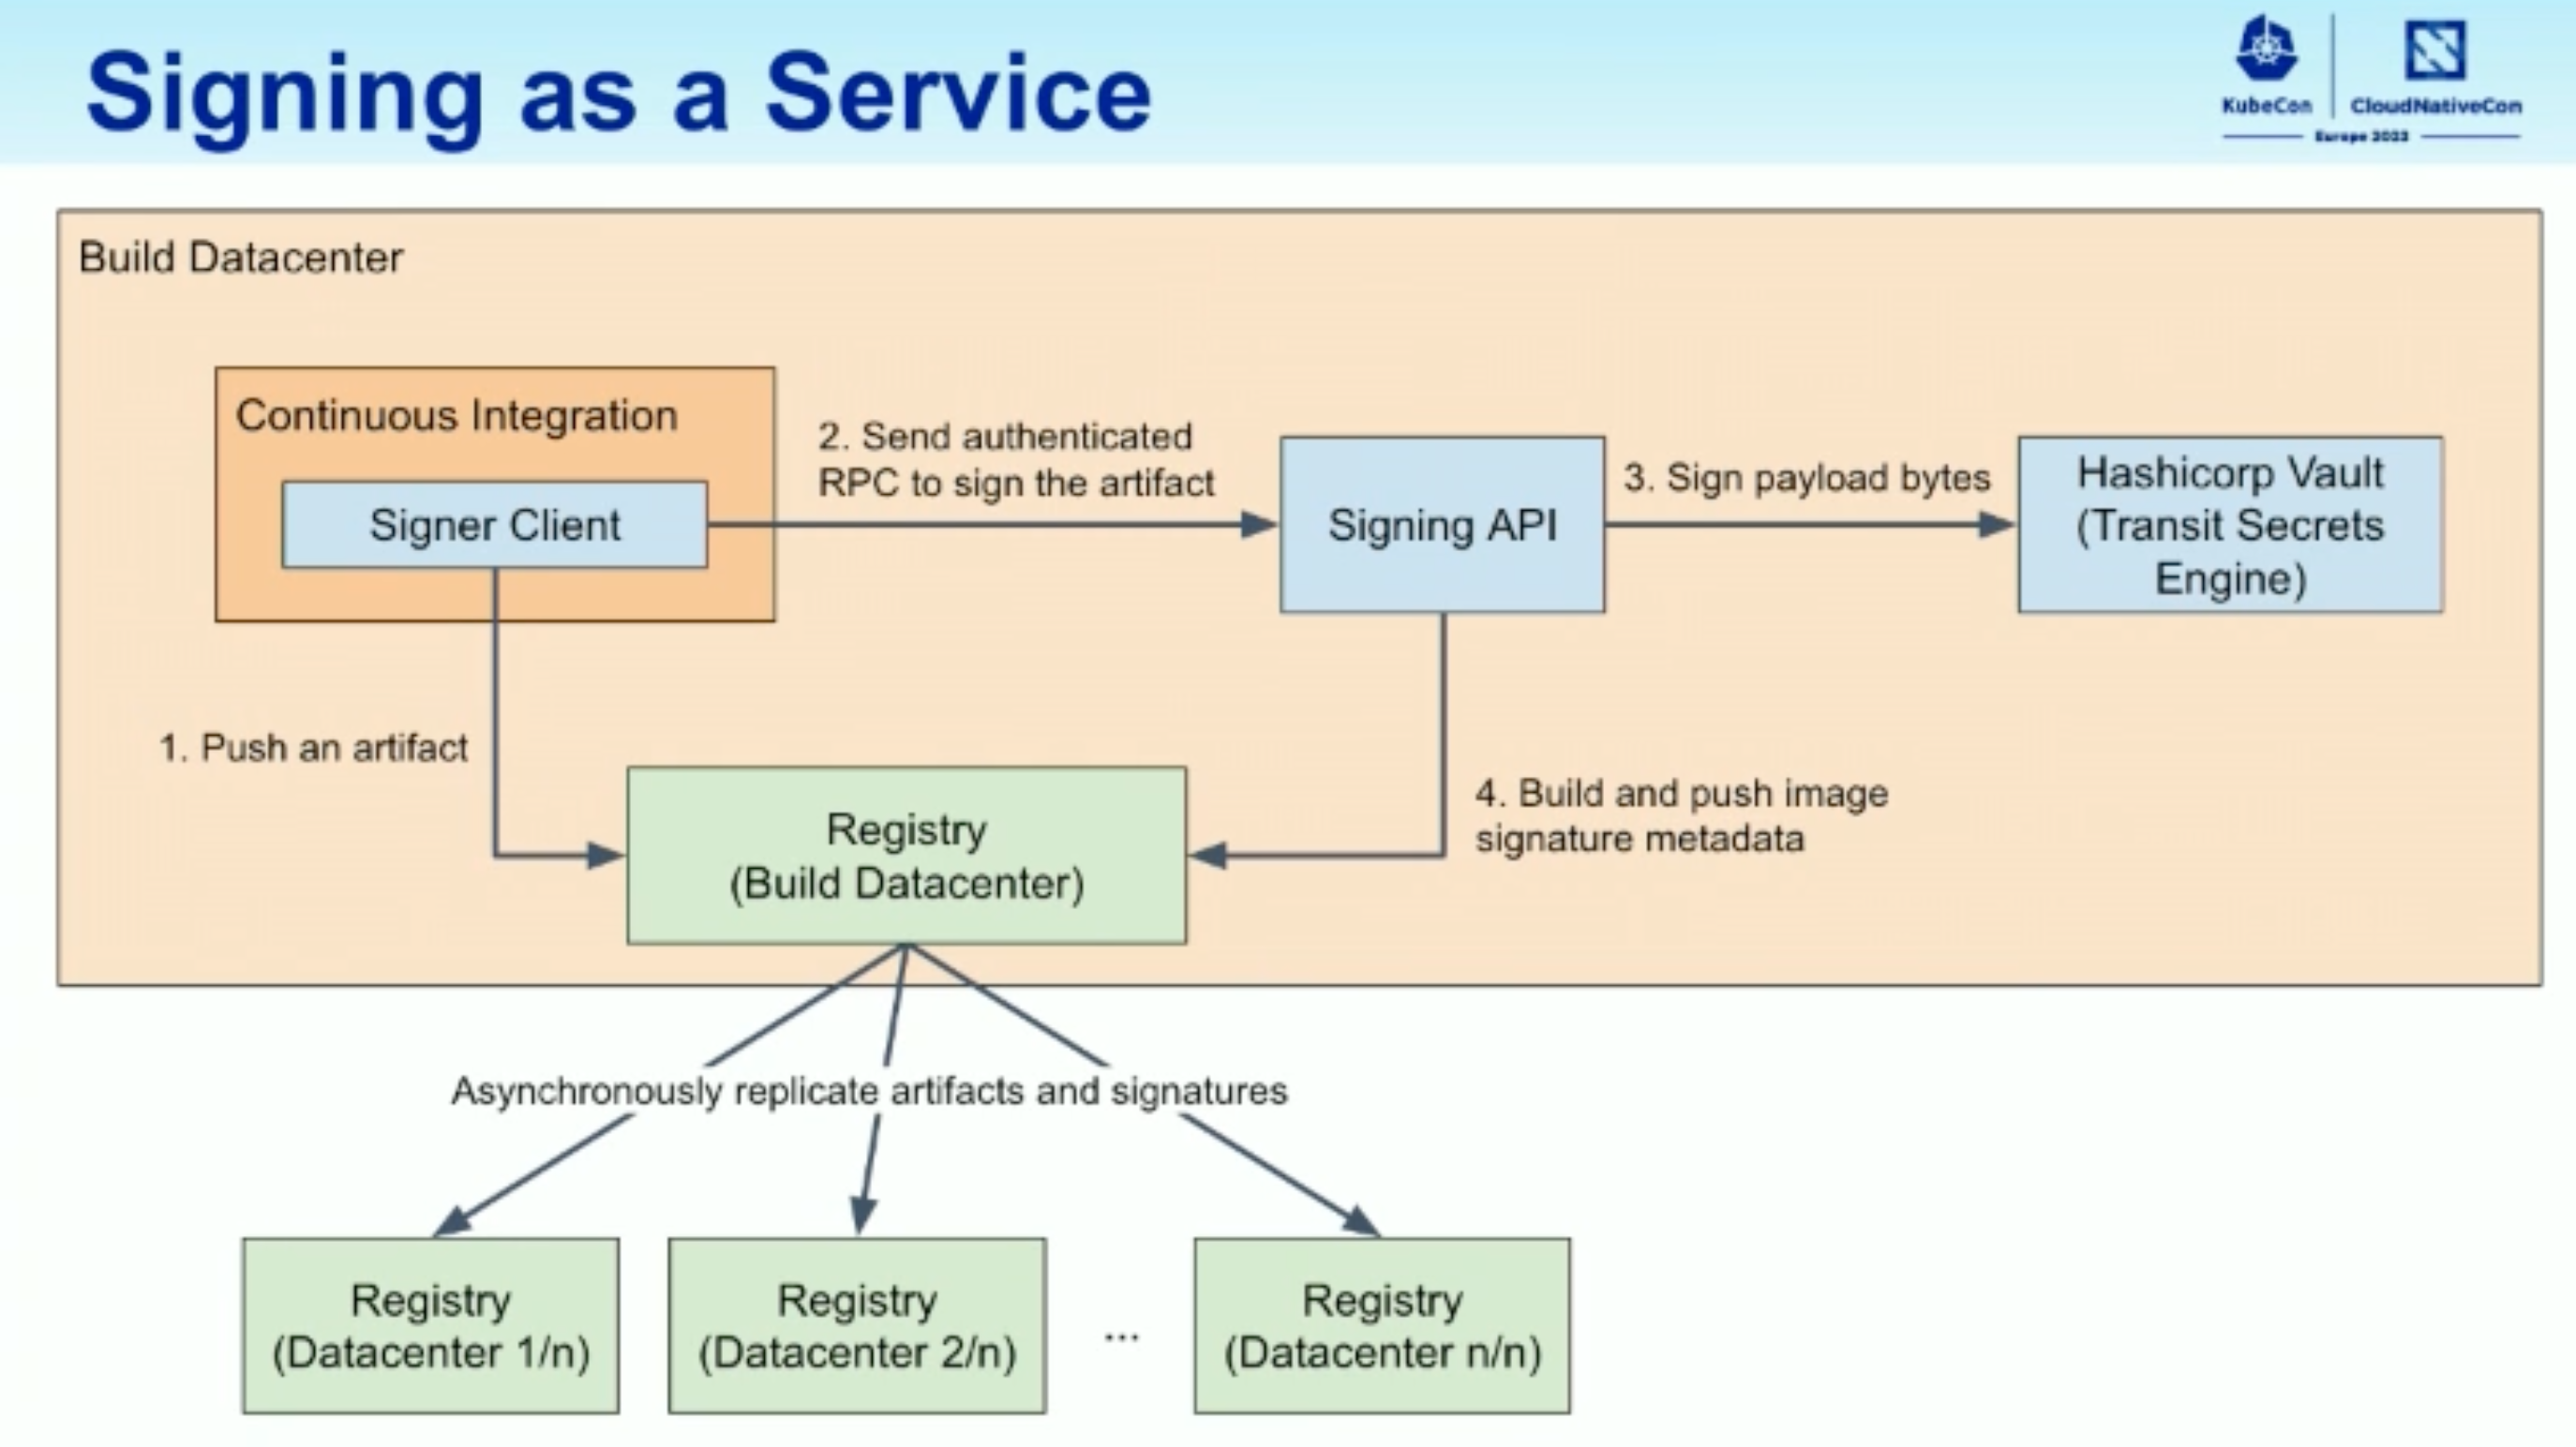 Signing as a Service
KubeCon
CloudNativeCon
Europe 2023
Build Datacenter
Continuous Integration
Signer Client
2. Send authenticated
RPC to sign the artifact
Signing API
3. Sign payload bytes
Hashicorp Vault
(Transit Secrets
Engine)
1. Push an artifact
Registry
(Build Datacenter)
4. Build and push image
signature metadata
Asynchronously replicate artifacts and signatures
Registry
(Datacenter 1/n)
Registry
(Datacenter 2/n)
...
Registry
(Datacenter n/n)